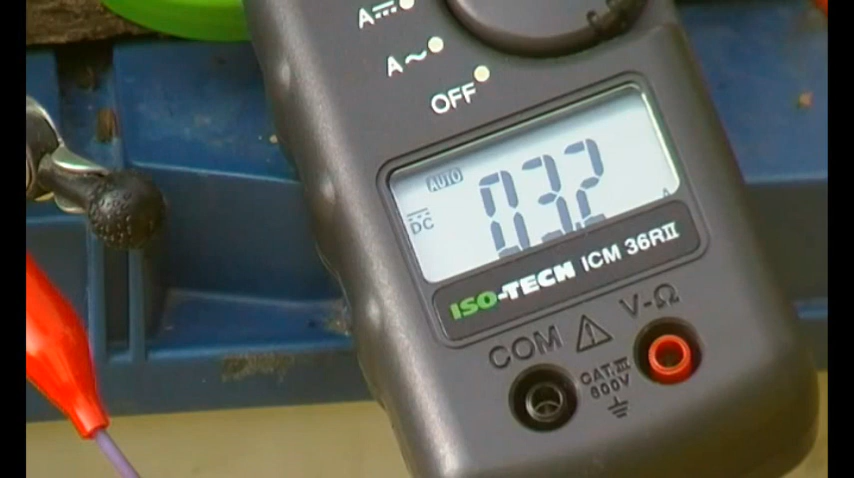 A⎓
A~
OFF
AUTO
DC 032 A
ISO-TECH ICM 36RII
COM ⚠ V-Ω
CAT. III
600V